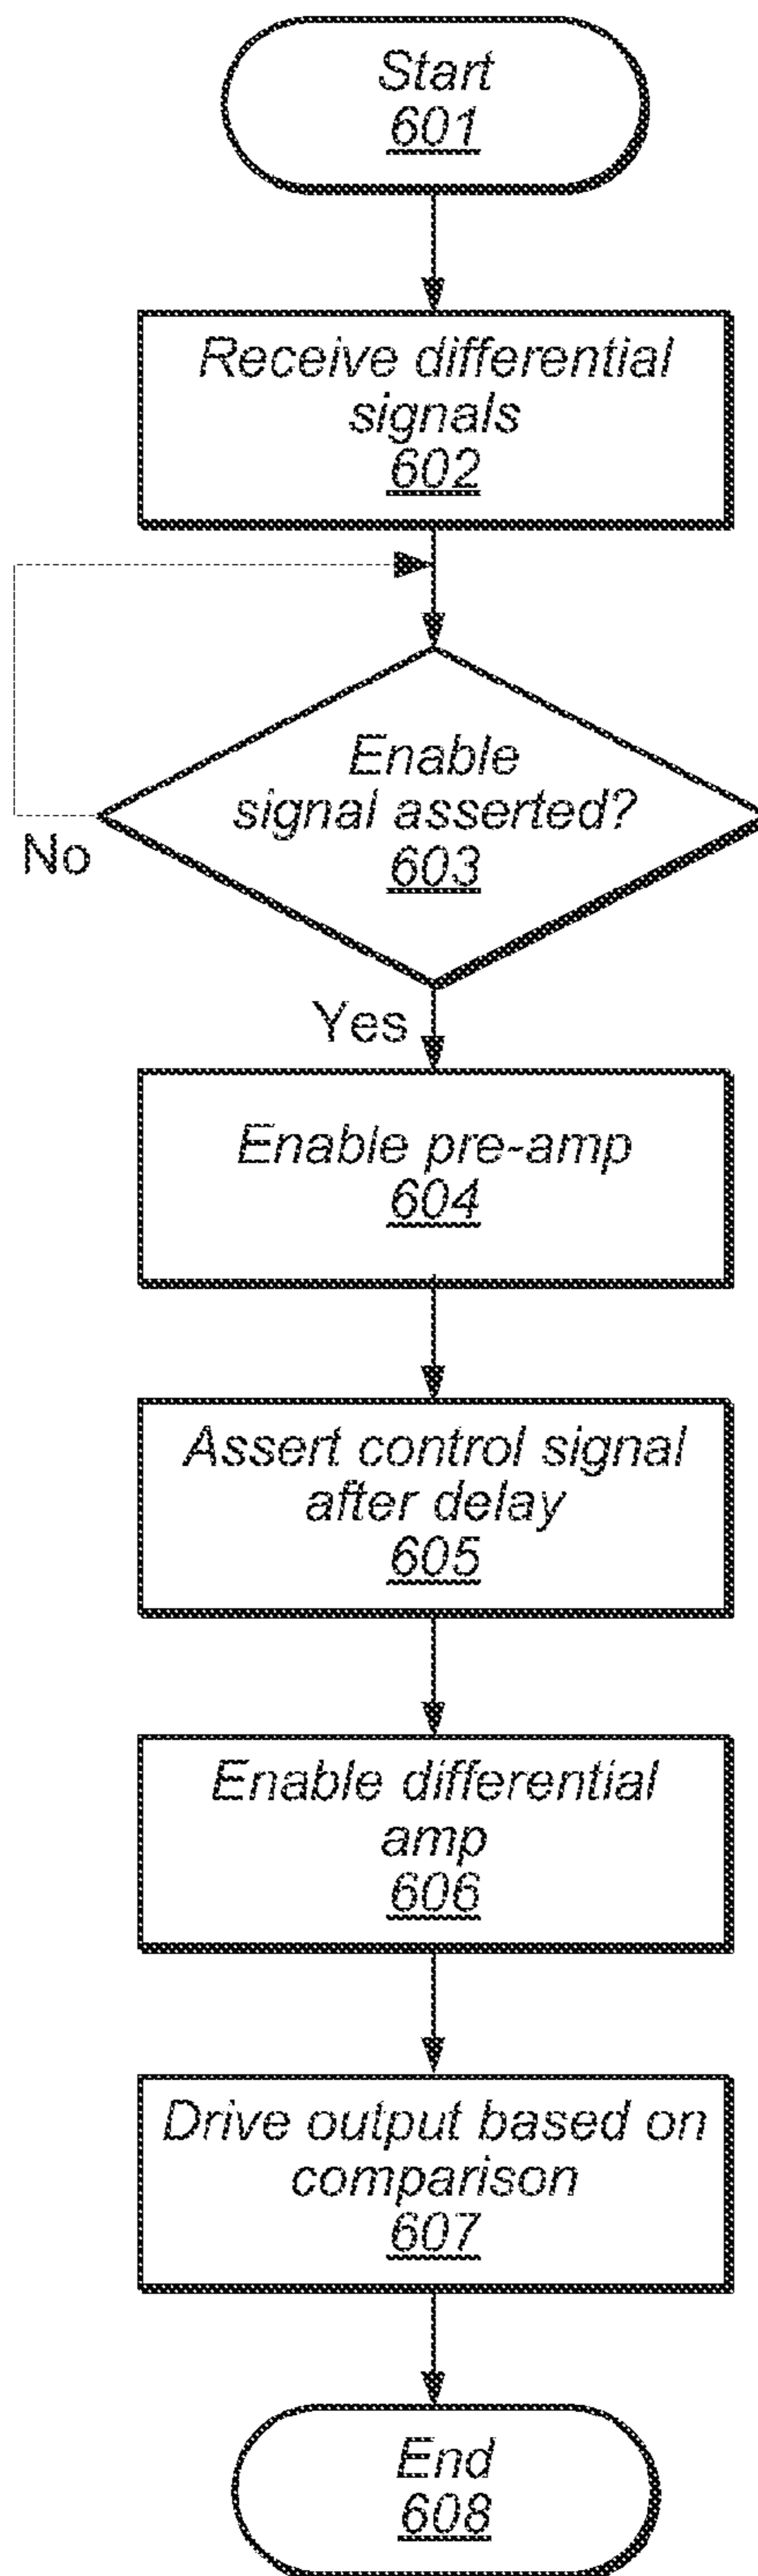 Start
601
Receive differential
signals
602
Enable
signal asserted?
603
No
Yes
Enable pre-amp
604
Assert control signal
after delay
605
Enable differential
amp
606
Drive output based on
comparison
607
End
608